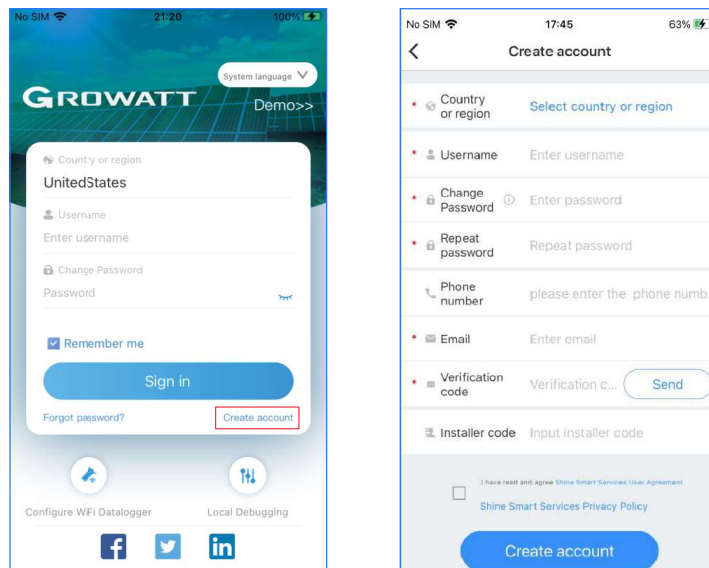 No SIM 21:20 100%
System language
GROWATT
Demo>>
Country or region
UnitedStates
Username
Enter username
Change Password
Password
Remember me
Sign in
Forgot password? Create account
Configure WiFi Datalogger Local Debugging
f in
No SIM 17:45 63%
Create account
* Country or region Select country or region
* Username Enter username
* Change Password Enter password
* Repeat password Repeat password
Phone number please enter the phone numb
* Email Enter email
* Verification code Verification c... Send
Installer code Input installer code
I have read and agree Shine Smart Services User Agreement
Shine Smart Services Privacy Policy
Create account